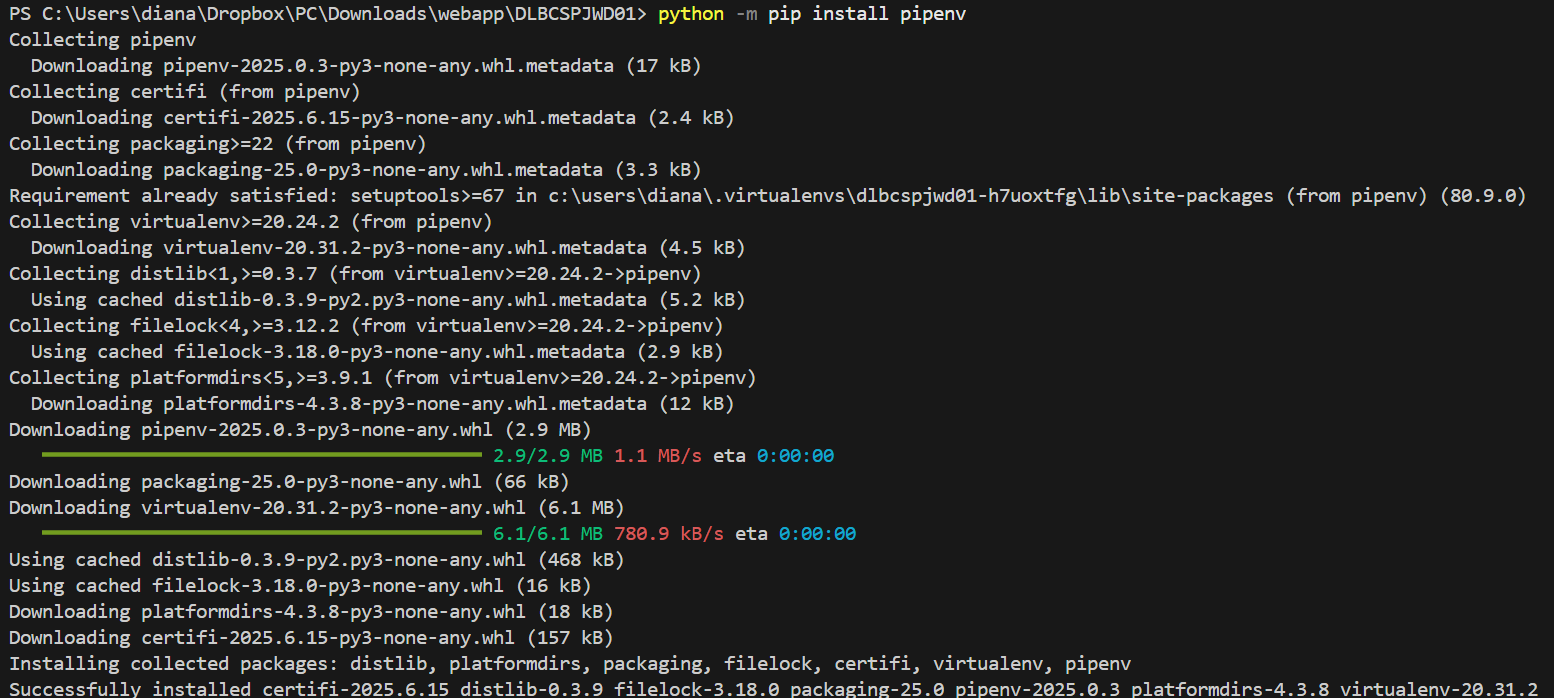 PS C:\Users\diana\Dropbox\PC\Downloads\webapp\DLBCSPJWD01> python -m pip install pipenv
Collecting pipenv
  Downloading pipenv-2025.0.3-py3-none-any.whl.metadata (17 kB)
Collecting certifi (from pipenv)
  Downloading certifi-2025.6.15-py3-none-any.whl.metadata (2.4 kB)
Collecting packaging>=22 (from pipenv)
  Downloading packaging-25.0-py3-none-any.whl.metadata (3.3 kB)
Requirement already satisfied: setuptools>=67 in c:\users\diana\.virtualenvs\dlbcspjwd01-h7uoxtfg\lib\site-packages (from pipenv) (80.9.0)
Collecting virtualenv>=20.24.2 (from pipenv)
  Downloading virtualenv-20.31.2-py3-none-any.whl.metadata (4.5 kB)
Collecting distlib<1,>=0.3.7 (from virtualenv>=20.24.2->pipenv)
  Using cached distlib-0.3.9-py2.py3-none-any.whl.metadata (5.2 kB)
Collecting filelock<4,>=3.12.2 (from virtualenv>=20.24.2->pipenv)
  Using cached filelock-3.18.0-py3-none-any.whl.metadata (2.9 kB)
Collecting platformdirs<5,>=3.9.1 (from virtualenv>=20.24.2->pipenv)
  Downloading platformdirs-4.3.8-py3-none-any.whl.metadata (12 kB)
Downloading pipenv-2025.0.3-py3-none-any.whl (2.9 MB)
2.9/2.9 MB 1.1 MB/s eta 0:00:00
Downloading packaging-25.0-py3-none-any.whl (66 kB)
Downloading virtualenv-20.31.2-py3-none-any.whl (6.1 MB)
6.1/6.1 MB 780.9 kB/s eta 0:00:00
Using cached distlib-0.3.9-py2.py3-none-any.whl (468 kB)
Using cached filelock-3.18.0-py3-none-any.whl (16 kB)
Downloading platformdirs-4.3.8-py3-none-any.whl (18 kB)
Downloading certifi-2025.6.15-py3-none-any.whl (157 kB)
Installing collected packages: distlib, platformdirs, packaging, filelock, certifi, virtualenv, pipenv
Successfully installed certifi-2025.6.15 distlib-0.3.9 filelock-3.18.0 packaging-25.0 pipenv-2025.0.3 platformdirs-4.3.8 virtualenv-20.31.2